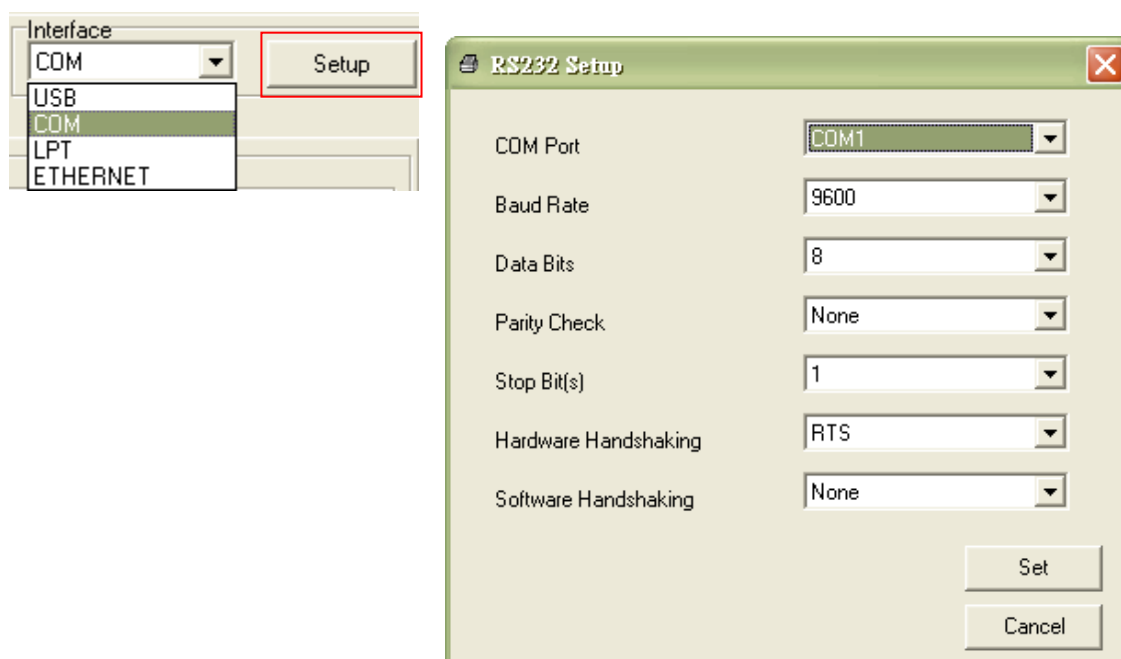 Interface
COM
Setup
USB
COM
LPT
ETHERNET
RS232 Setup
COM Port COM1
Baud Rate 9600
Data Bits 8
Parity Check None
Stop Bit(s) 1
Hardware Handshaking RTS
Software Handshaking None
Set
Cancel